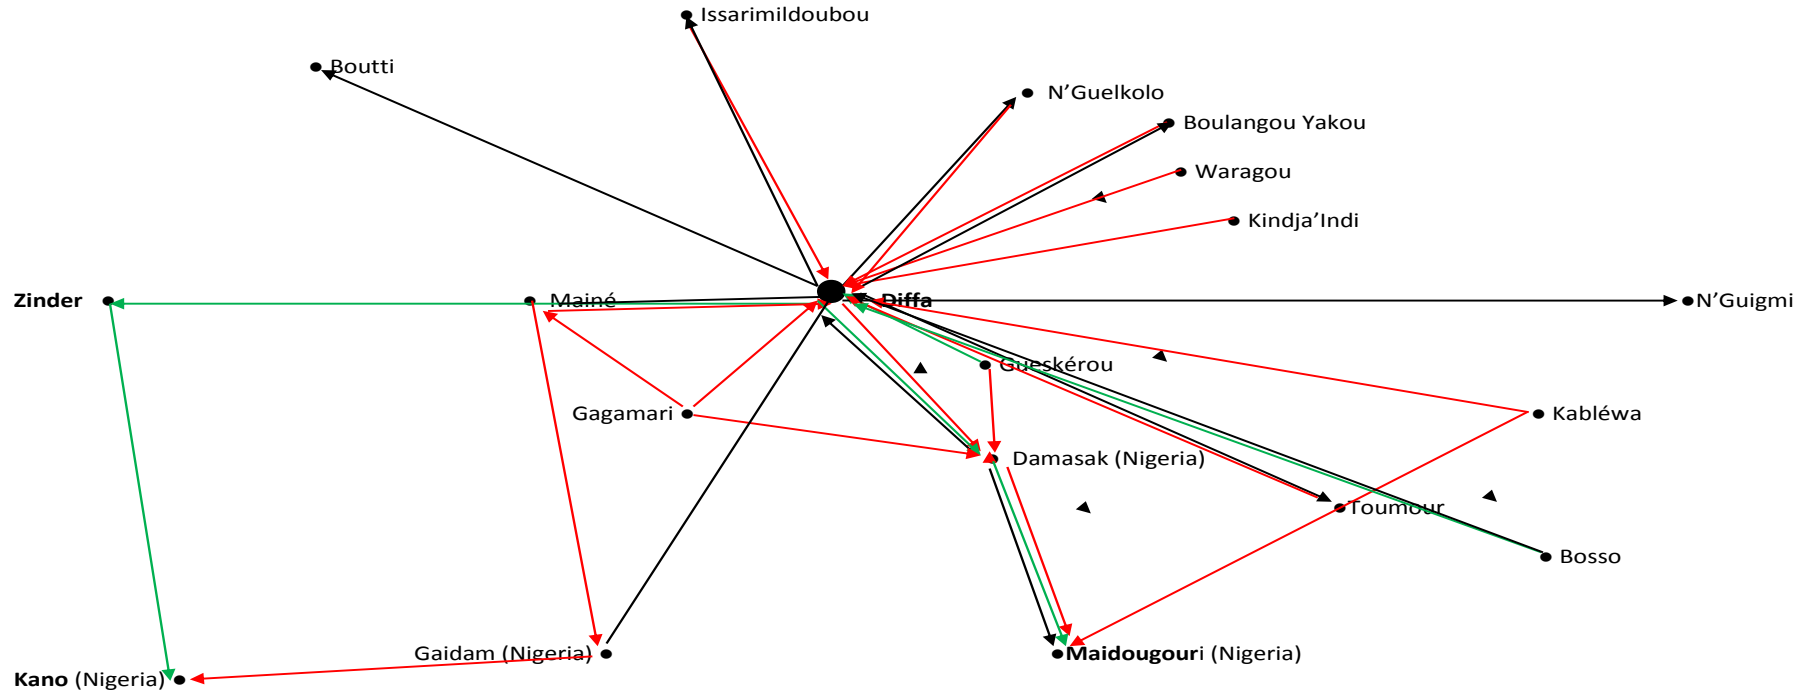 Issarimildoubou
Boutti
N’Guelkolo
Boulangou Yakou
Waragou
Kindja’Indi
Zinder
Mainé
Diffa
N’Guigmi
Gueskérou
Gagamari
Kabléwa
Damasak (Nigeria)
Toumour
Bosso
Gaidam (Nigeria)
Maidougouri (Nigeria)
Kano (Nigeria)